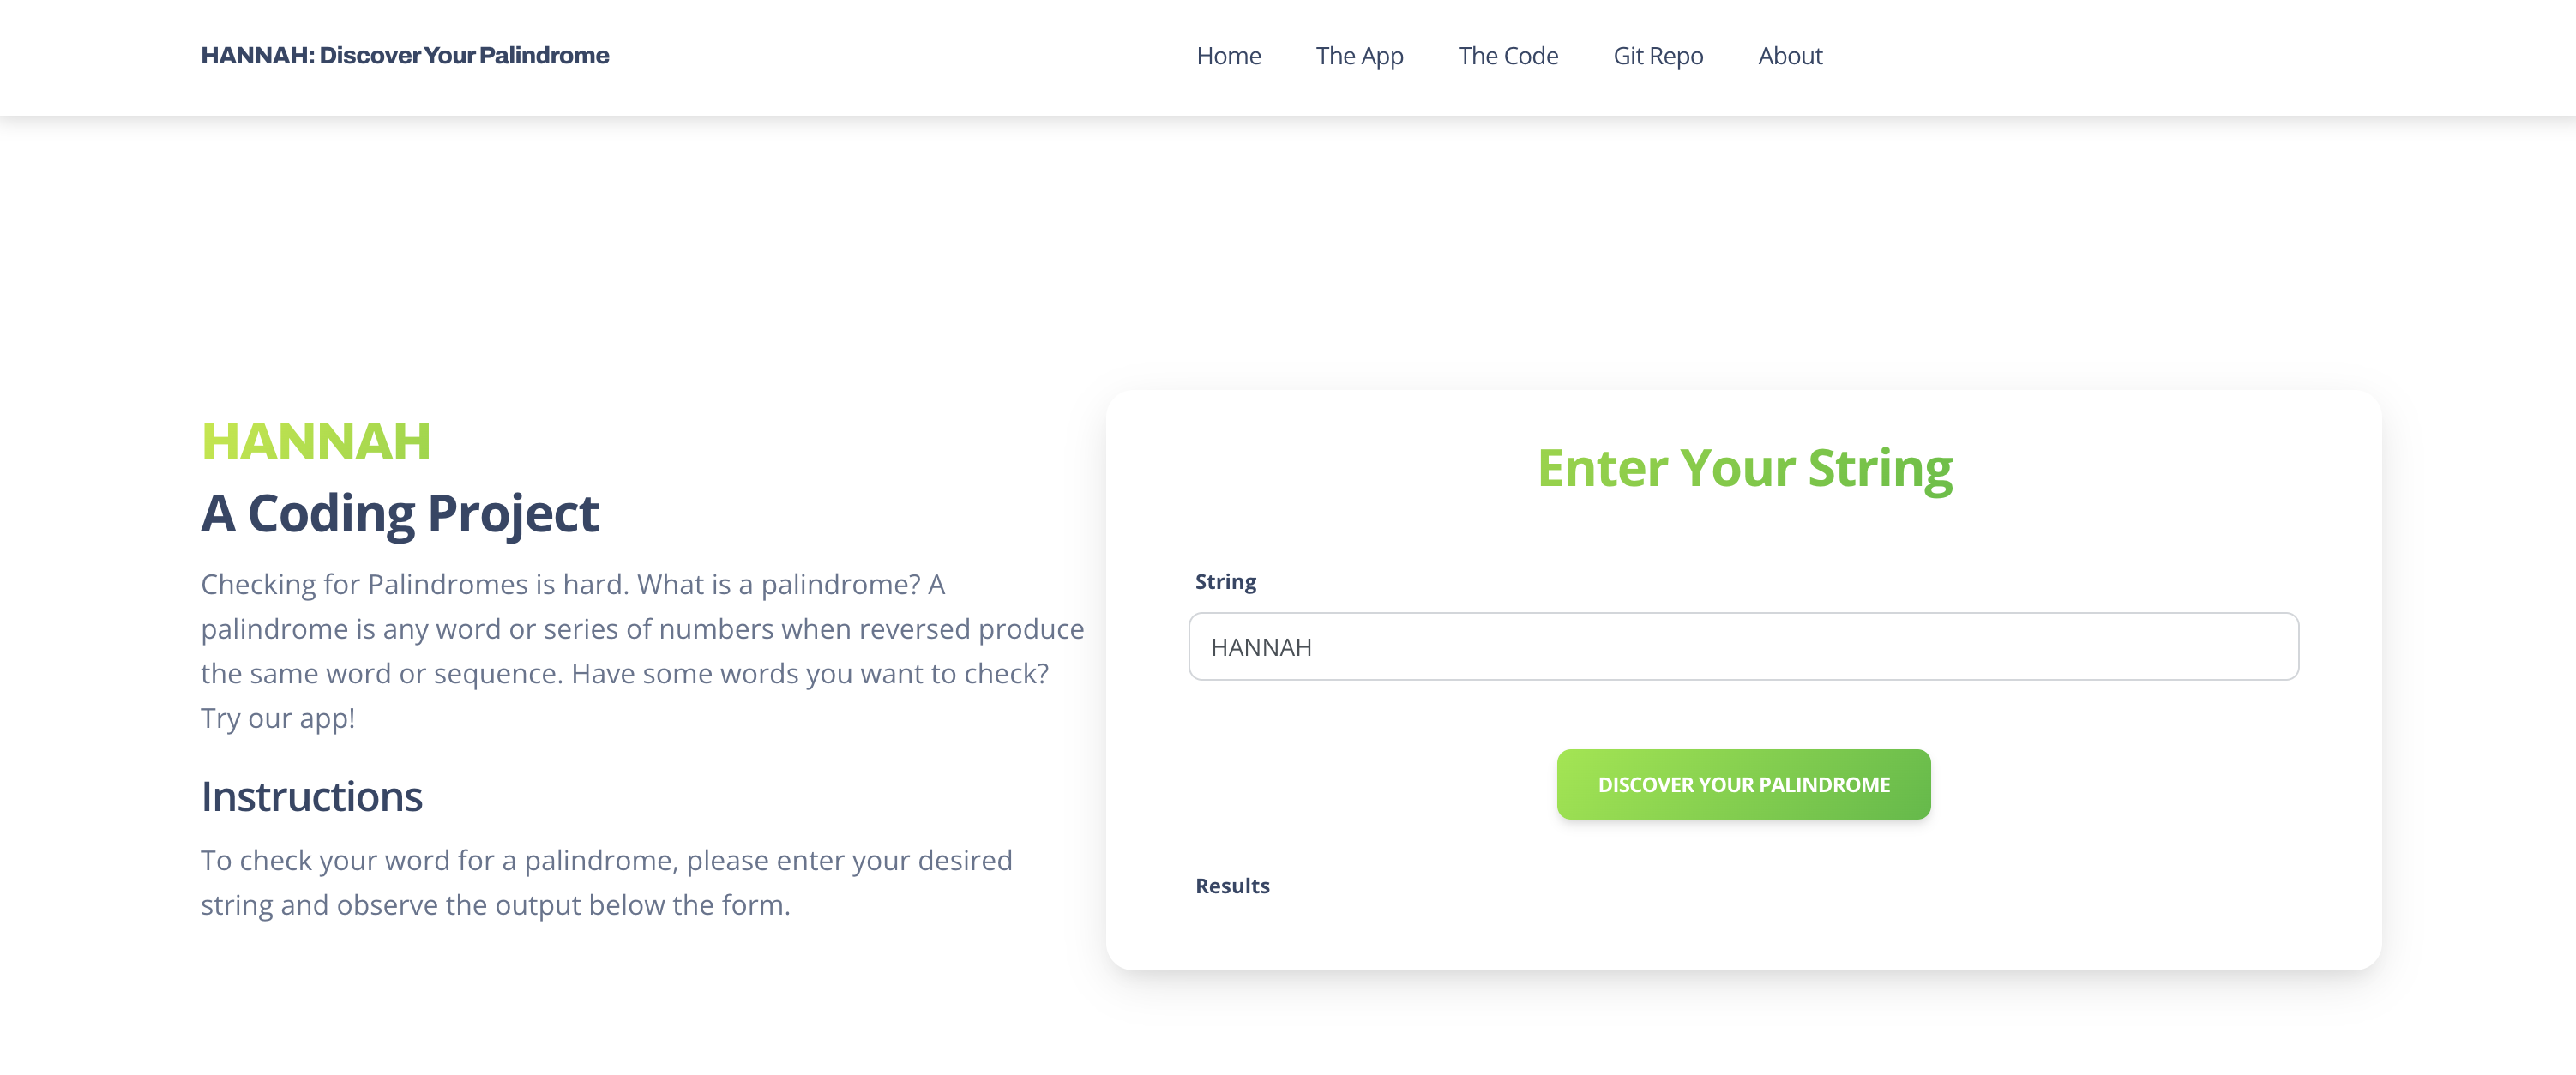 HANNAH: Discover Your Palindrome
Home
The App
The Code
Git Repo
About
HANNAH
A Coding Project
Checking for Palindromes is hard. What is a palindrome? A
palindrome is any word or series of numbers when reversed produce
the same word or sequence. Have some words you want to check?
Try our app!
Instructions
To check your word for a palindrome, please enter your desired
string and observe the output below the form.
Enter Your String
String
HANNAH
DISCOVER YOUR PALINDROME
Results